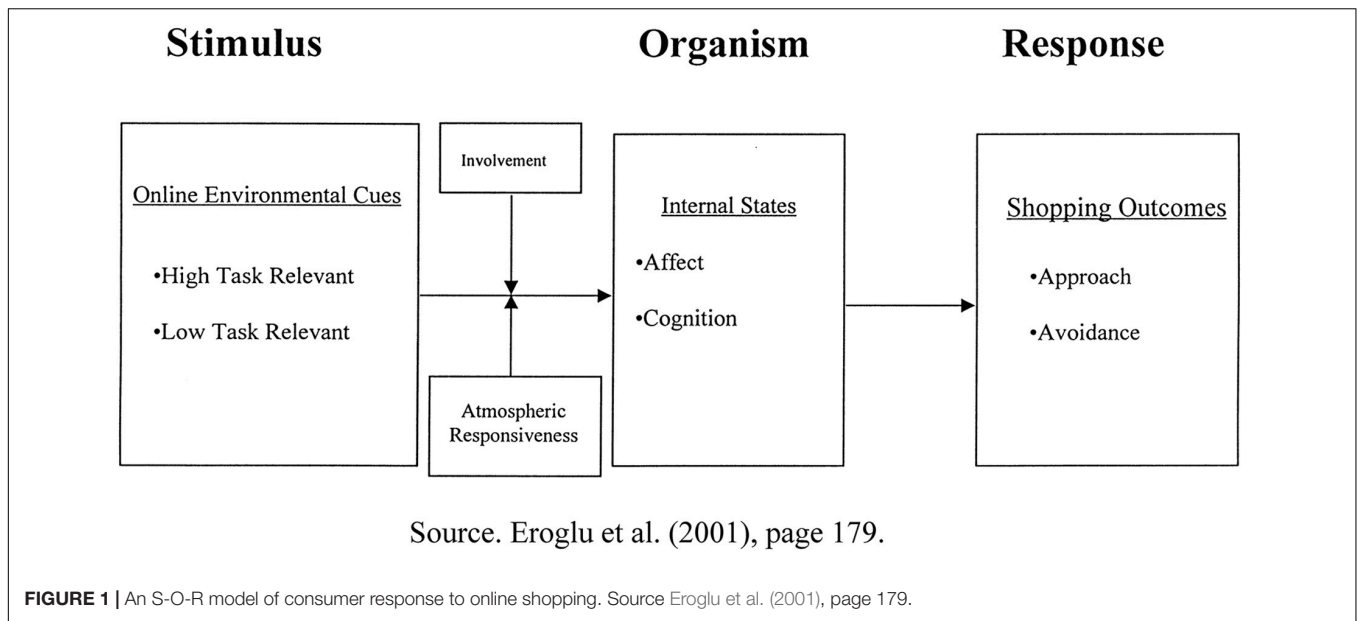 Stimulus
Organism
Response
Online Environmental Cues
•High Task Relevant
•Low Task Relevant
Involvement
Atmospheric
Responsiveness
Internal States
•Affect
•Cognition
Shopping Outcomes
•Approach
•Avoidance
Source. Eroglu et al. (2001), page 179.
FIGURE 1 | An S-O-R model of consumer response to online shopping. Source Eroglu et al. (2001), page 179.